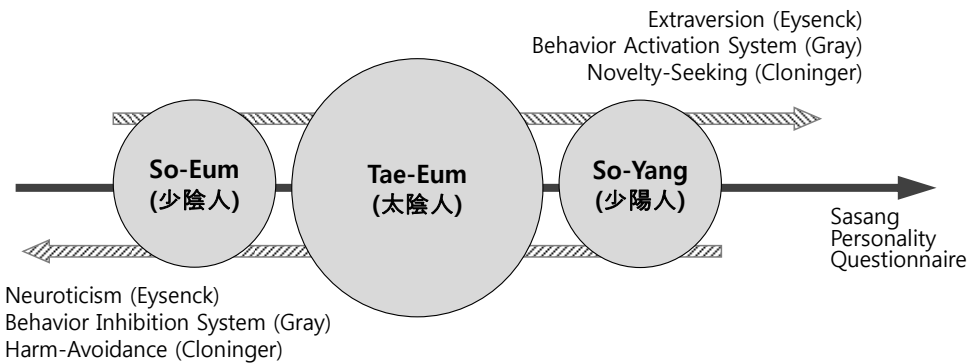 Extraversion (Eysenck)
Behavior Activation System (Gray)
Novelty-Seeking (Cloninger)
So-Eum
(少陰人)
Tae-Eum
(太陰人)
So-Yang
(少陽人)
Sasang
Personality
Questionnaire
Neuroticism (Eysenck)
Behavior Inhibition System (Gray)
Harm-Avoidance (Cloninger)